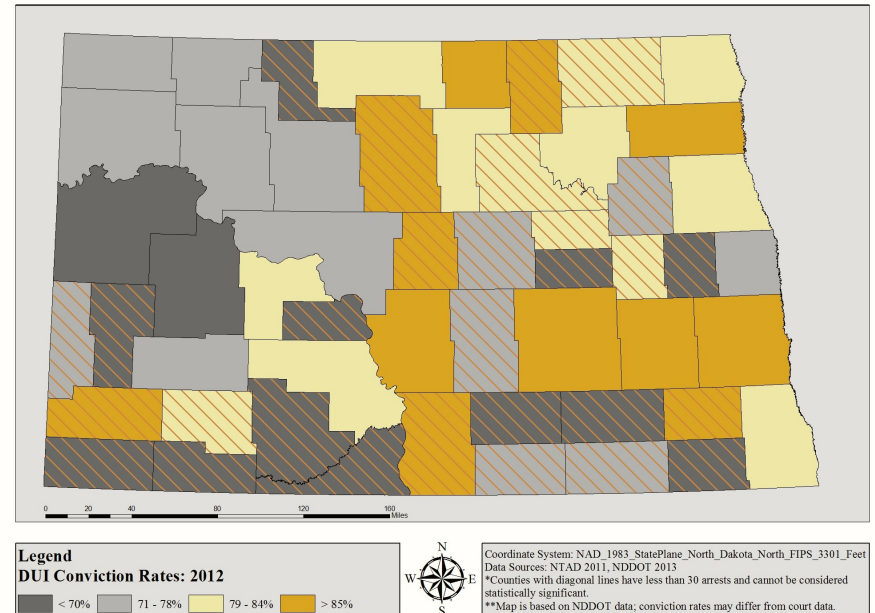 0 20 40 80 120 160
Miles
Legend
DUI Conviction Rates: 2012
< 70%
71 - 78%
79 - 84%
> 85%
N
W
E
S
Coordinate System: NAD_1983_StatePlane_North_Dakota_North_FIPS_3301_Feet
Data Sources: NTAD 2011, NDDOT 2013
*Counties with diagonal lines have less than 30 arrests and cannot be considered
statistically significant.
**Map is based on NDDOT data; conviction rates may differ from court data.